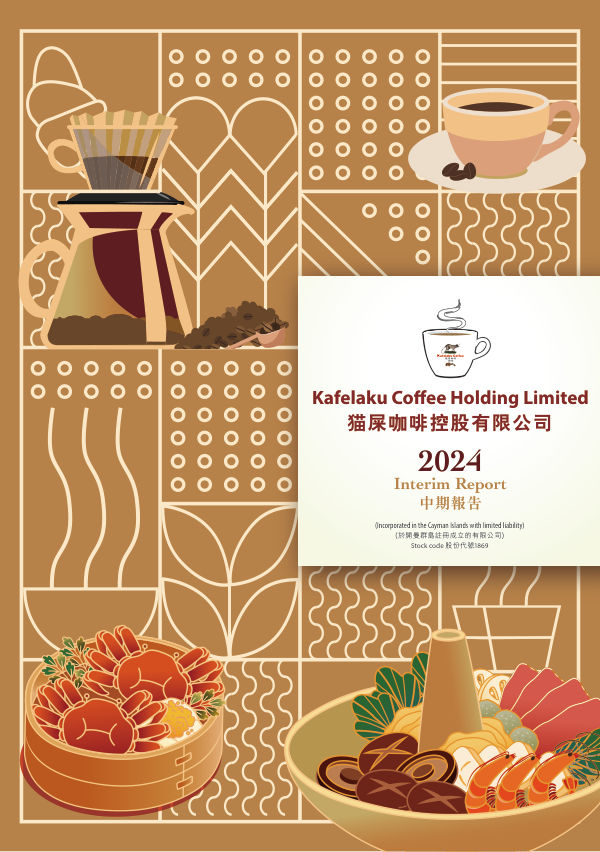 Kafelaku Coffee
Kafelaku Coffee Holding Limited
猫屎咖啡控股有限公司
2024
Interim Report
中期報告
(Incorporated in the Cayman Islands with limited liability)
(於開曼群島註冊成立的有限公司)
Stock code 股份代號1869